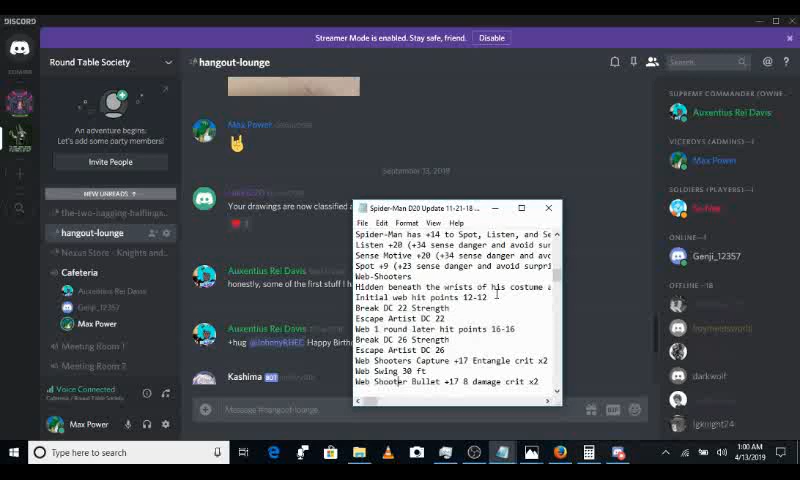 DISCORD
Streamer Mode is enabled. Stay safe, friend.
Disable
Round Table Society
hangout-lounge
Search...
An adventure begins.
Let's add some party members!
Invite People
NEW UNREADS ↑
the-two-hagging-halflings
hangout-lounge
Nexus Store - Knights and
Cafeteria
Auxentius Rei Davis
Genji_12357
Max Power
Meeting Room 1
Meeting Room 2
Voice Connected
Cafeteria / Round Table Society
Max Power
Max Power
September 13, 2018
Your drawings are now classified a
Auxentius Rei Davis
honestly, some of the first stuff I h
Auxentius Rei Davis
+hug @JohnnyRHEC Happy Birth
Kashima BOT
Message #hangout-lounge
Spider-Man D20 Update 11-21-18 - ...
File Edit Format View Help
Spider-Man has +14 to Spot, Listen, and Se
Listen +20 (+34 sense danger and avoid sur
Sense Motive +20 (+34 sense danger and avo
Spot +9 (+23 sense danger and avoid surpri
Web-Shooters
Hidden beneath the wrists of his costume a
Initial web hit points 12-12
Break DC 22 Strength
Escape Artist DC 22
Web 1 round later hit points 16-16
Break DC 26 Strength
Escape Artist DC 26
Web Shooters Capture +17 Entangle crit x2
Web Swing 30 ft
Web Shooter Bullet +17 8 damage crit x2
SUPREME COMMANDER (OWNE
Auxentius Rei Davis
VICEROYS (ADMINS)—1
Max Power
SOLDIERS (PLAYERS)—1
ONLINE—1
Genji_12357
OFFLINE—18
darkwolf
lgknight24
Type here to search
1:00 AM
4/13/2019